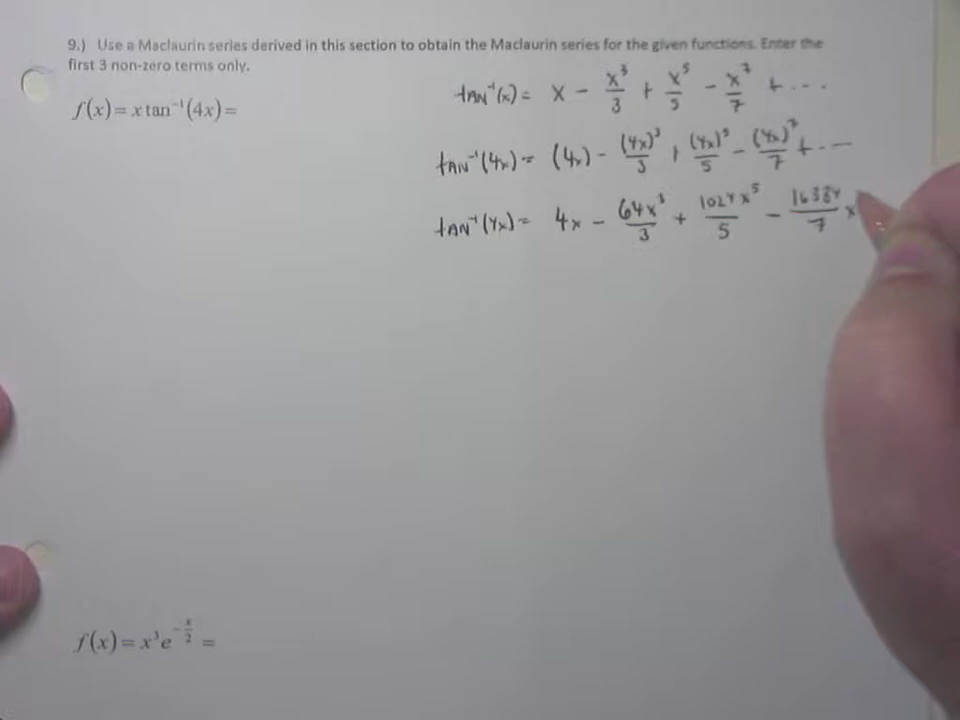 9.) Use a Maclaurin series derived in this section to obtain the Maclaurin series for the given functions. Enter the
first 3 non-zero terms only.
f(x) = x tan⁻¹(4x) =
tAN⁻¹(x) = x - x³/3 + x⁵/5 - x⁷/7 + ...
tAN⁻¹(4x) = (4x) - (4x)³/3 + (4x)⁵/5 - (4x)⁷/7 + ...
tAN⁻¹(4x) = 4x - 64x³/3 + 1024x⁵/5 - 16384/7 x
f(x) = x³e^(-x/2) =